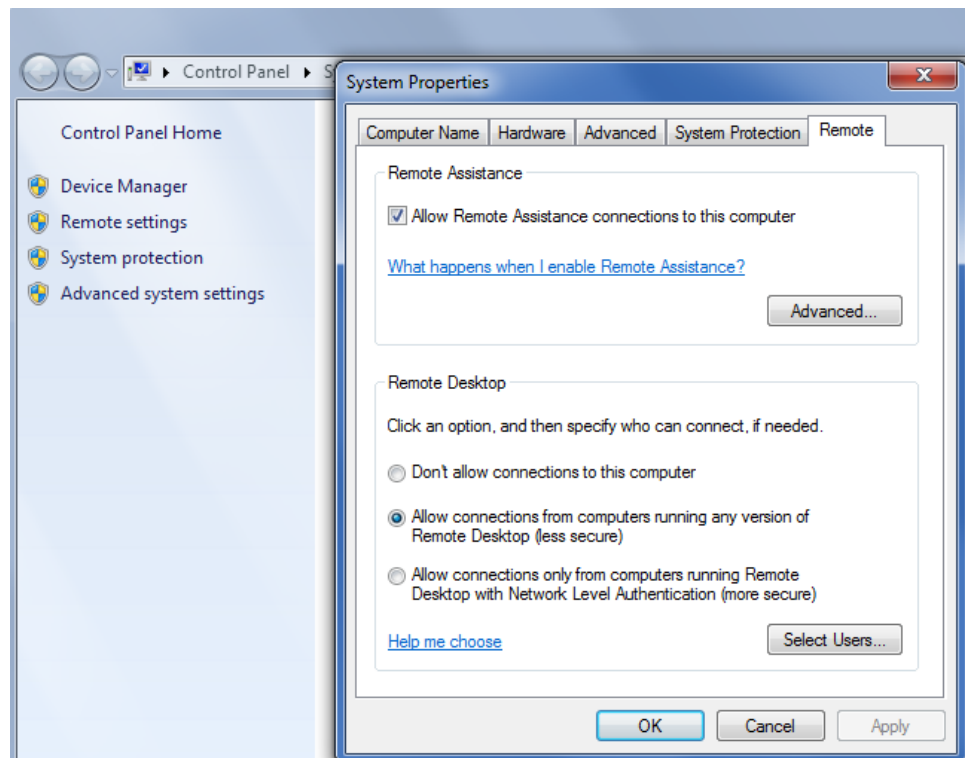 Control Panel
S
System Properties
Control Panel Home
Device Manager
Remote settings
System protection
Advanced system settings
Computer Name
Hardware
Advanced
System Protection
Remote
Remote Assistance
Allow Remote Assistance connections to this computer
What happens when I enable Remote Assistance?
Advanced...
Remote Desktop
Click an option, and then specify who can connect, if needed.
Don't allow connections to this computer
Allow connections from computers running any version of
Remote Desktop (less secure)
Allow connections only from computers running Remote
Desktop with Network Level Authentication (more secure)
Help me choose
Select Users...
OK
Cancel
Apply